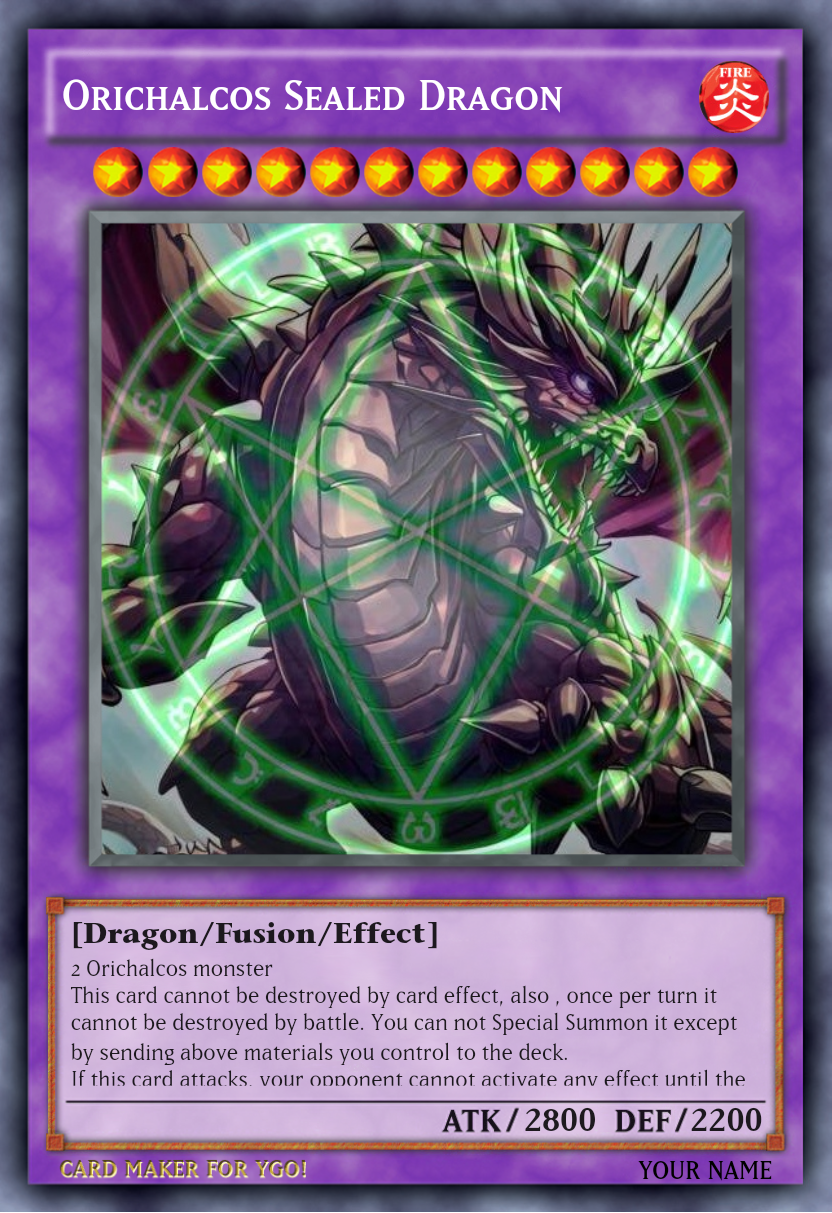 Orichalcos Sealed Dragon
FIRE
炎
[Dragon/Fusion/Effect]
2 Orichalcos monster
This card cannot be destroyed by card effect, also , once per turn it
cannot be destroyed by battle. You can not Special Summon it except
by sending above materials you control to the deck.
If this card attacks, your opponent cannot activate any effect until the
ATK/2800 DEF/2200
CARD MAKER FOR YGO!
YOUR NAME